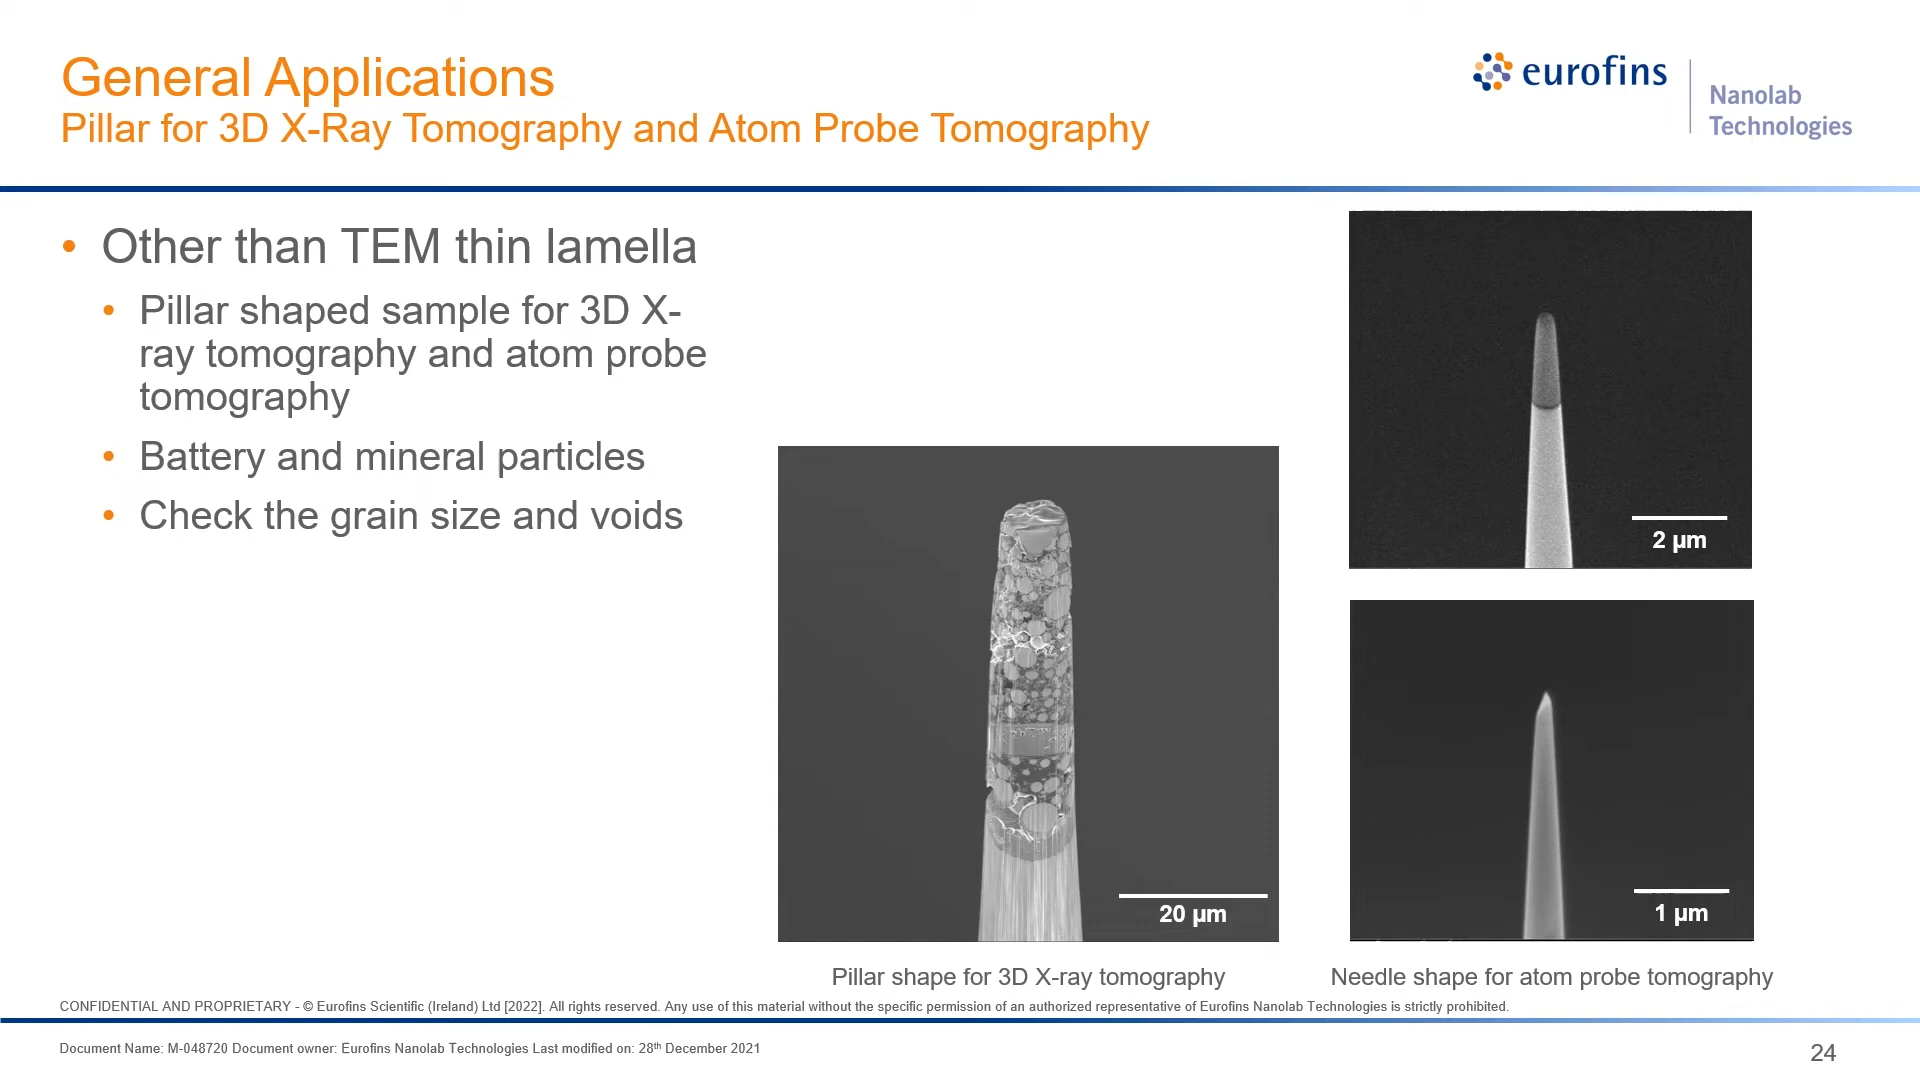 General Applications
Pillar for 3D X-Ray Tomography and Atom Probe Tomography
eurofins
Nanolab
Technologies
• Other than TEM thin lamella
• Pillar shaped sample for 3D X-
ray tomography and atom probe
tomography
• Battery and mineral particles
• Check the grain size and voids
20 µm
2 µm
1 µm
Pillar shape for 3D X-ray tomography
Needle shape for atom probe tomography
CONFIDENTIAL AND PROPRIETARY - © Eurofins Scientific (Ireland) Ltd [2022]. All rights reserved. Any use of this material without the specific permission of an authorized representative of Eurofins Nanolab Technologies is strictly prohibited.
Document Name: M-048720 Document owner: Eurofins Nanolab Technologies Last modified on: 28th December 2021
24